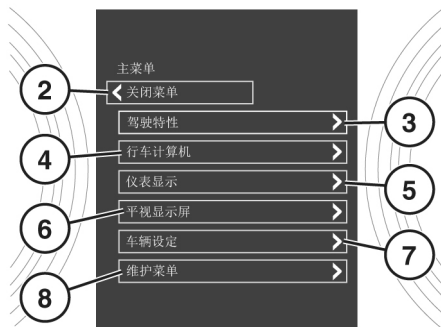 主菜单
2 关闭菜单
驾驶特性 3
4 行车计算机
仪表显示 5
6 平视显示屏
车辆设定 7
8 维护菜单